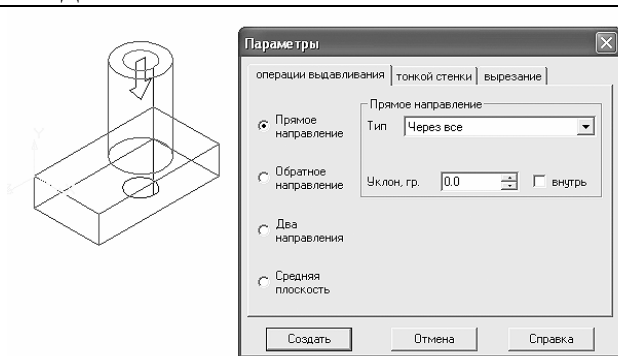 Параметры
операции выдавливания
тонкой стенки
вырезание
Прямое направление
Прямое
направление
Тип
Через все
Обратное
направление
Уклон, гр.
0.0
внутрь
Два
направления
Средняя
плоскость
Создать
Отмена
Справка